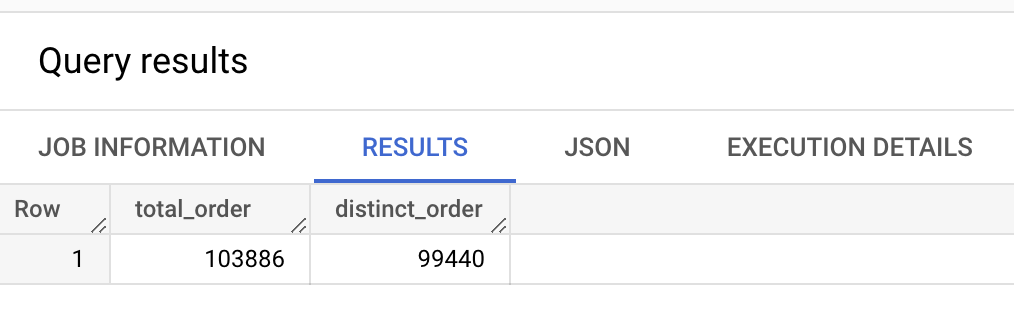 Query results
JOB INFORMATION RESULTS JSON EXECUTION DETAILS
Row total_order distinct_order
1 103886 99440